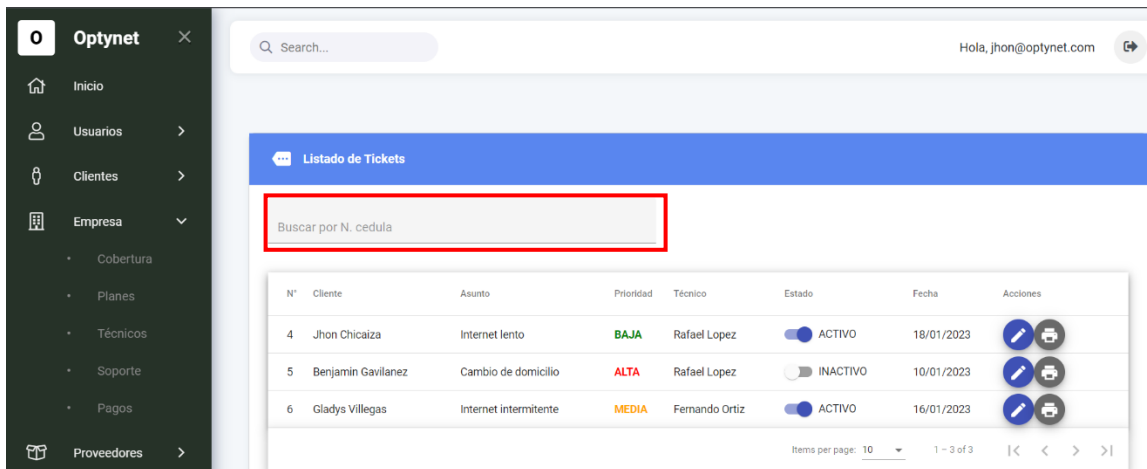 O Optynet
Search...
Hola, jhon@optynet.com
Inicio
Usuarios
Clientes
Empresa
Cobertura
Planes
Técnicos
Soporte
Pagos
Proveedores
Listado de Tickets
Buscar por N. cedula
N° Cliente Asunto Prioridad Técnico Estado Fecha Acciones
4 Jhon Chicaiza Internet lento BAJA Rafael Lopez ACTIVO 18/01/2023
5 Benjamin Gavilanez Cambio de domicilio ALTA Rafael Lopez INACTIVO 10/01/2023
6 Gladys Villegas Internet intermitente MEDIA Fernando Ortiz ACTIVO 16/01/2023
Items per page: 10 1 – 3 of 3